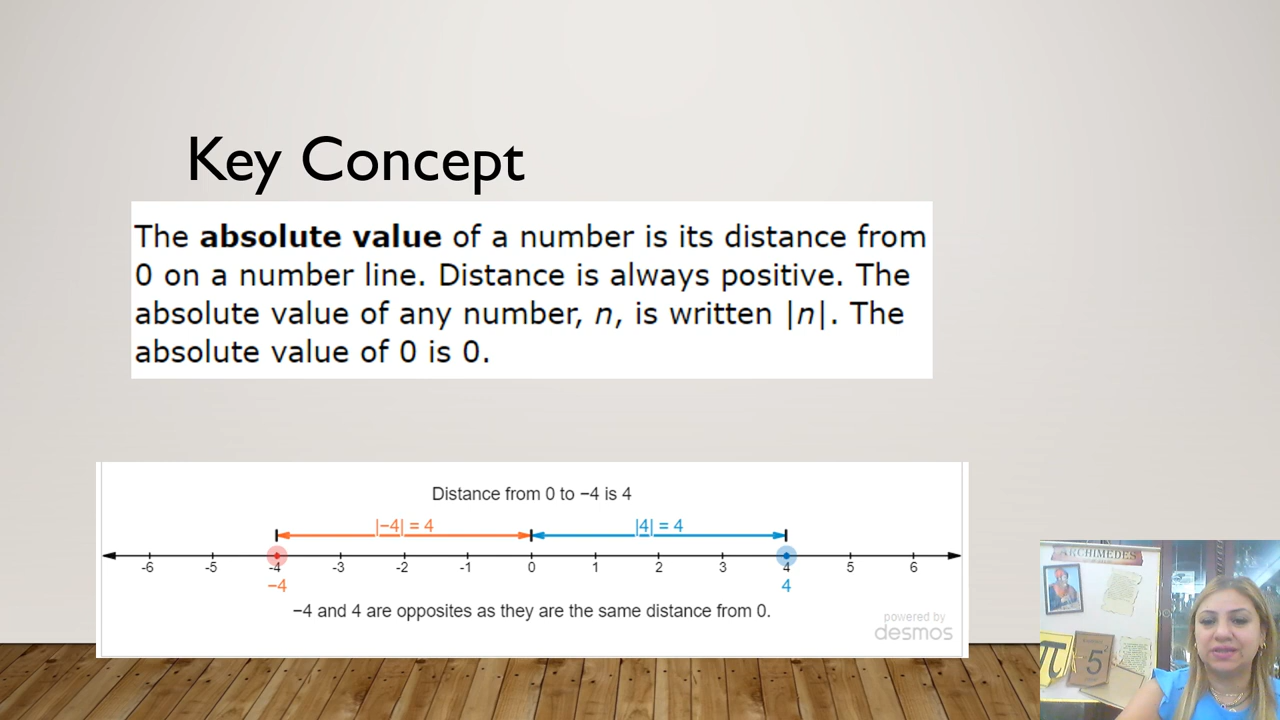 Key Concept
The absolute value of a number is its distance from
0 on a number line. Distance is always positive. The
absolute value of any number, n, is written |n|. The
absolute value of 0 is 0.
Distance from 0 to −4 is 4
|−4| = 4 |4| = 4
-6 -5 -4 -3 -2 -1 0 1 2 3 4 5 6
−4 4
−4 and 4 are opposites as they are the same distance from 0.
powered by
desmos
ARCHIMEDES
π
5